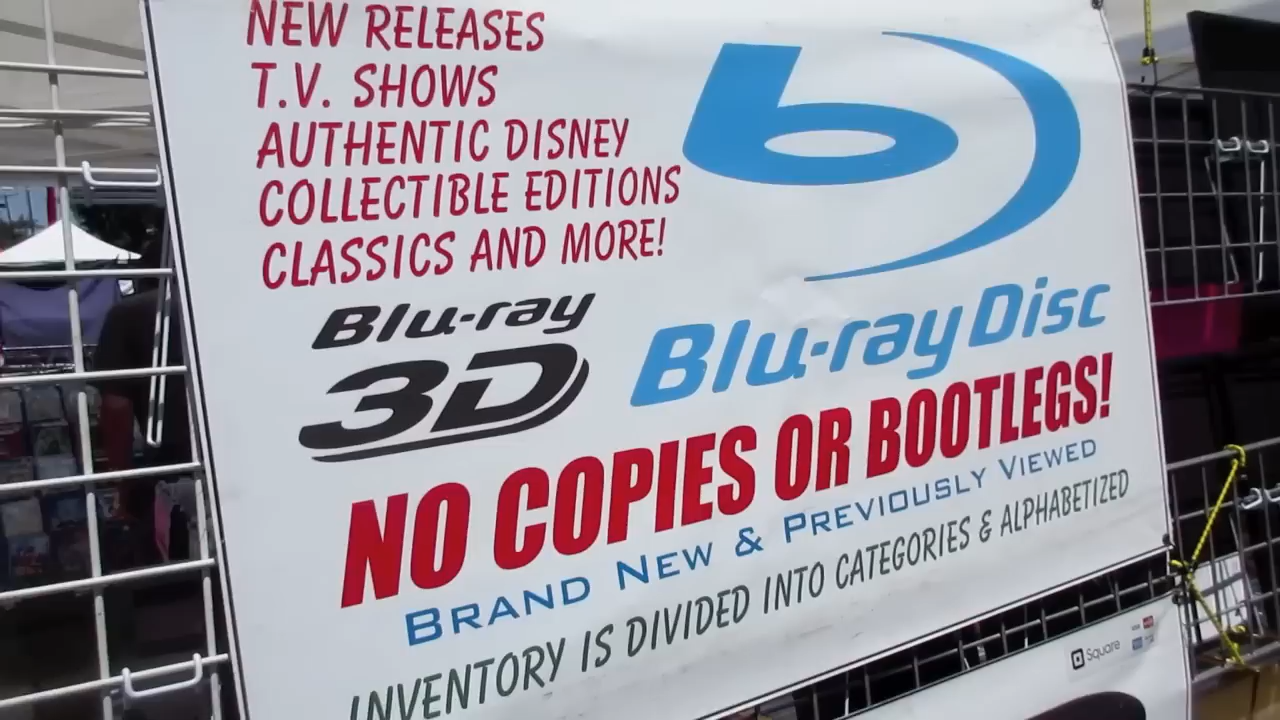 NEW RELEASES
T.V. SHOWS
AUTHENTIC DISNEY
COLLECTIBLE EDITIONS
CLASSICS AND MORE!
Blu-ray
3D
Blu-ray Disc
NO COPIES OR BOOTLEGS!
BRAND NEW & PREVIOUSLY VIEWED
INVENTORY IS DIVIDED INTO CATEGORIES & ALPHABETIZED
Square